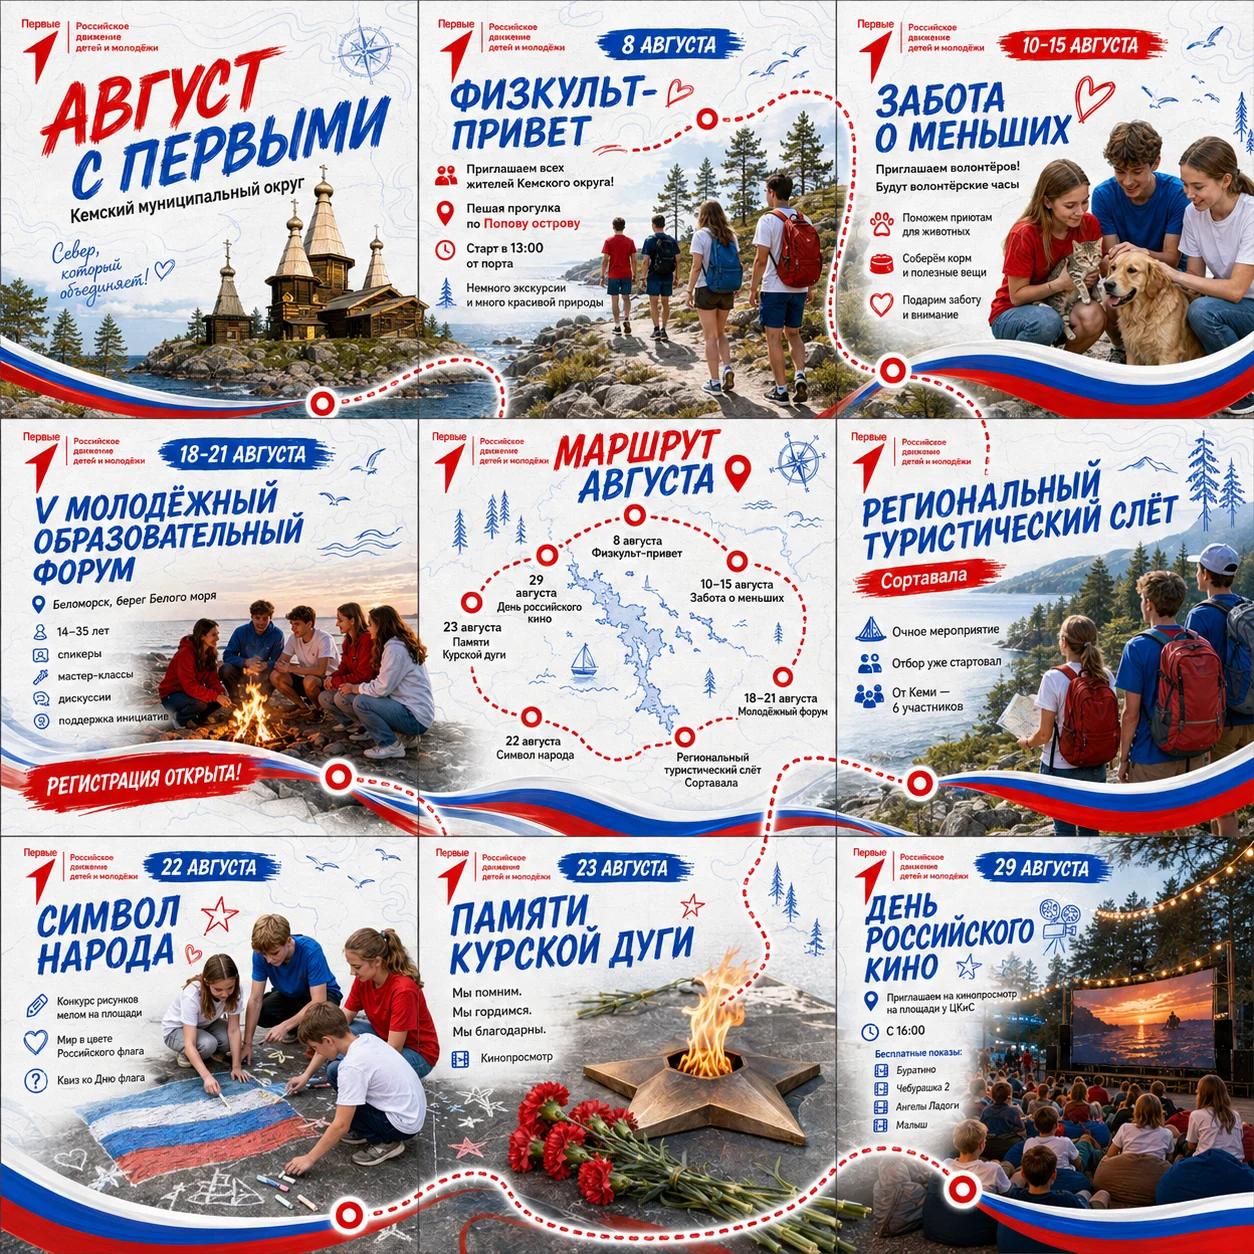 Первые
Российское
движение
детей и молодёжи
АВГУСТ
С ПЕРВЫМИ
Кемский муниципальный округ
Север,
который
объединяет!
Первые
Российское
движение
детей и молодёжи
8 АВГУСТА
ФИЗКУЛЬТ-
ПРИВЕТ
Приглашаем всех
жителей Кемского округа!
Пешая прогулка
по Попову острову
Старт в 13:00
от порта
Немного экскурсии
и много красивой природы
Первые
Российское
движение
детей и молодёжи
10-15 АВГУСТА
ЗАБОТА
О МЕНЬШИХ
Приглашаем волонтёров!
Будут волонтёрские часы
Поможем приютам
для животных
Соберём корм
и полезные вещи
Подарим заботу
и внимание
Первые
Российское
движение
детей и молодёжи
18-21 АВГУСТА
V МОЛОДЁЖНЫЙ
ОБРАЗОВАТЕЛЬНЫЙ
ФОРУМ
Беломорск, берег Белого моря
14-35 лет
спикеры
мастер-классы
дискуссии
поддержка инициатив
РЕГИСТРАЦИЯ ОТКРЫТА!
Первые
Российское
движение
детей и молодёжи
МАРШРУТ
АВГУСТА
8 августа
Физкульт-привет
10-15 августа
Забота о меньших
18-21 августа
Молодёжный форум
Региональный
туристический слёт
Сортавала
22 августа
Символ народа
23 августа
Памяти
Курской дуги
29
августа
День российского
кино
Первые
Российское
движение
детей и молодёжи
РЕГИОНАЛЬНЫЙ
ТУРИСТИЧЕСКИЙ СЛЁТ
Сортавала
Очное мероприятие
Отбор уже стартовал
От Кеми —
6 участников
Первые
Российское
движение
детей и молодёжи
22 АВГУСТА
СИМВОЛ
НАРОДА
Конкурс рисунков
мелом на площади
Мир в цвете
Российского флага
Квиз ко Дню флага
Первые
Российское
движение
детей и молодёжи
23 АВГУСТА
ПАМЯТИ
КУРСКОЙ ДУГИ
Мы помним.
Мы гордимся.
Мы благодарны.
Кинопросмотр
Первые
Российское
движение
детей и молодёжи
29 АВГУСТА
ДЕНЬ
РОССИЙСКОГО
КИНО
Приглашаем на кинопросмотр
на площади у ЦКиС
С 16:00
Бесплатные показы:
Буратино
Чебурашка 2
Ангелы Ладоги
Малыш